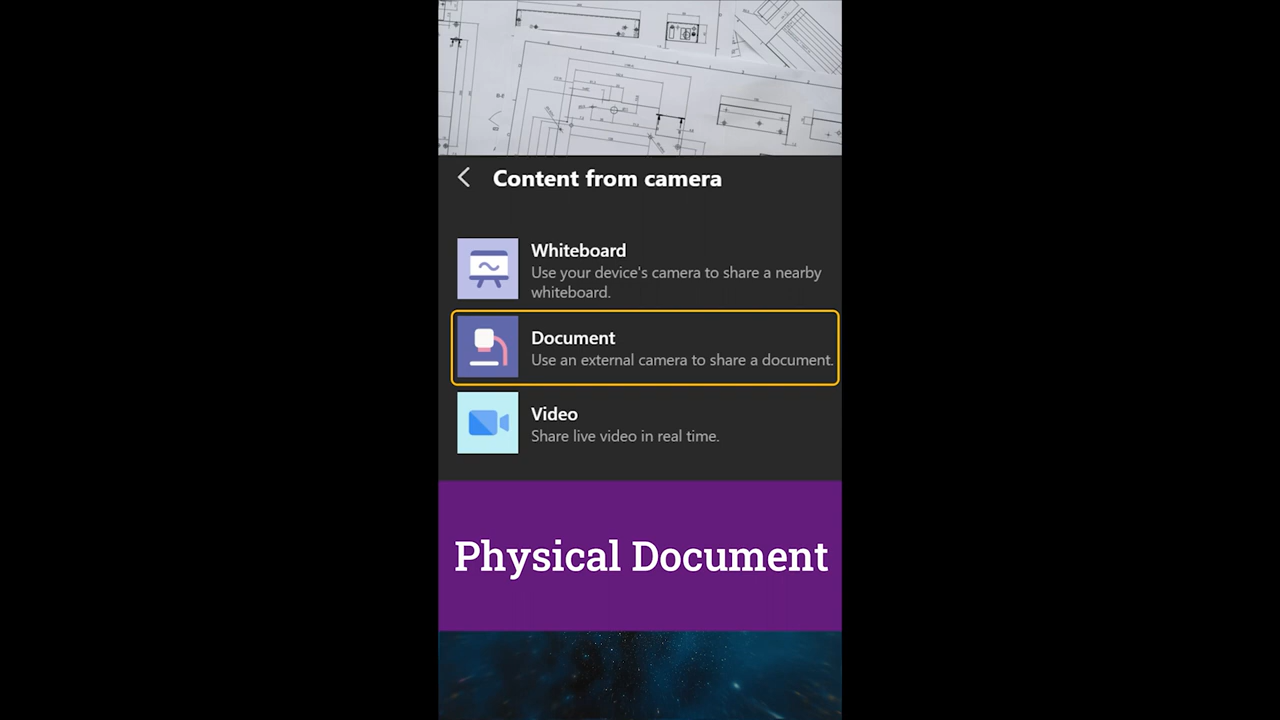 Content from camera
Whiteboard
Use your device's camera to share a nearby
whiteboard.
Document
Use an external camera to share a document.
Video
Share live video in real time.
Physical Document